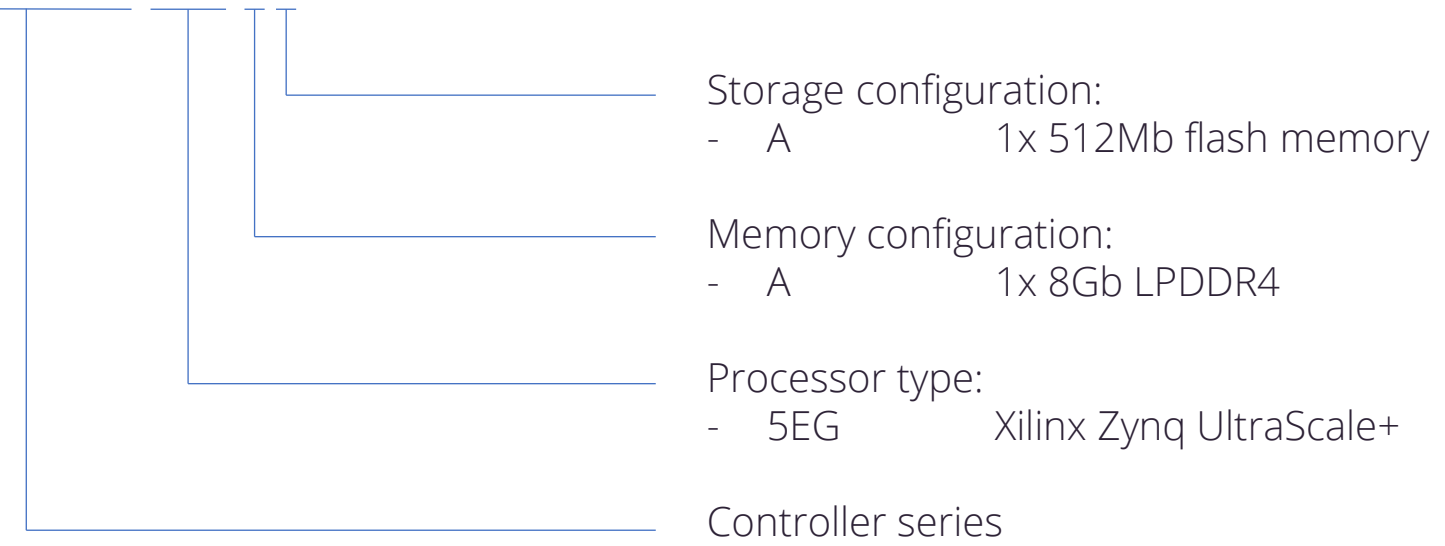 Storage configuration:
- A 1x 512Mb flash memory
Memory configuration:
- A 1x 8Gb LPDDR4
Processor type:
- 5EG Xilinx Zynq UltraScale+
Controller series